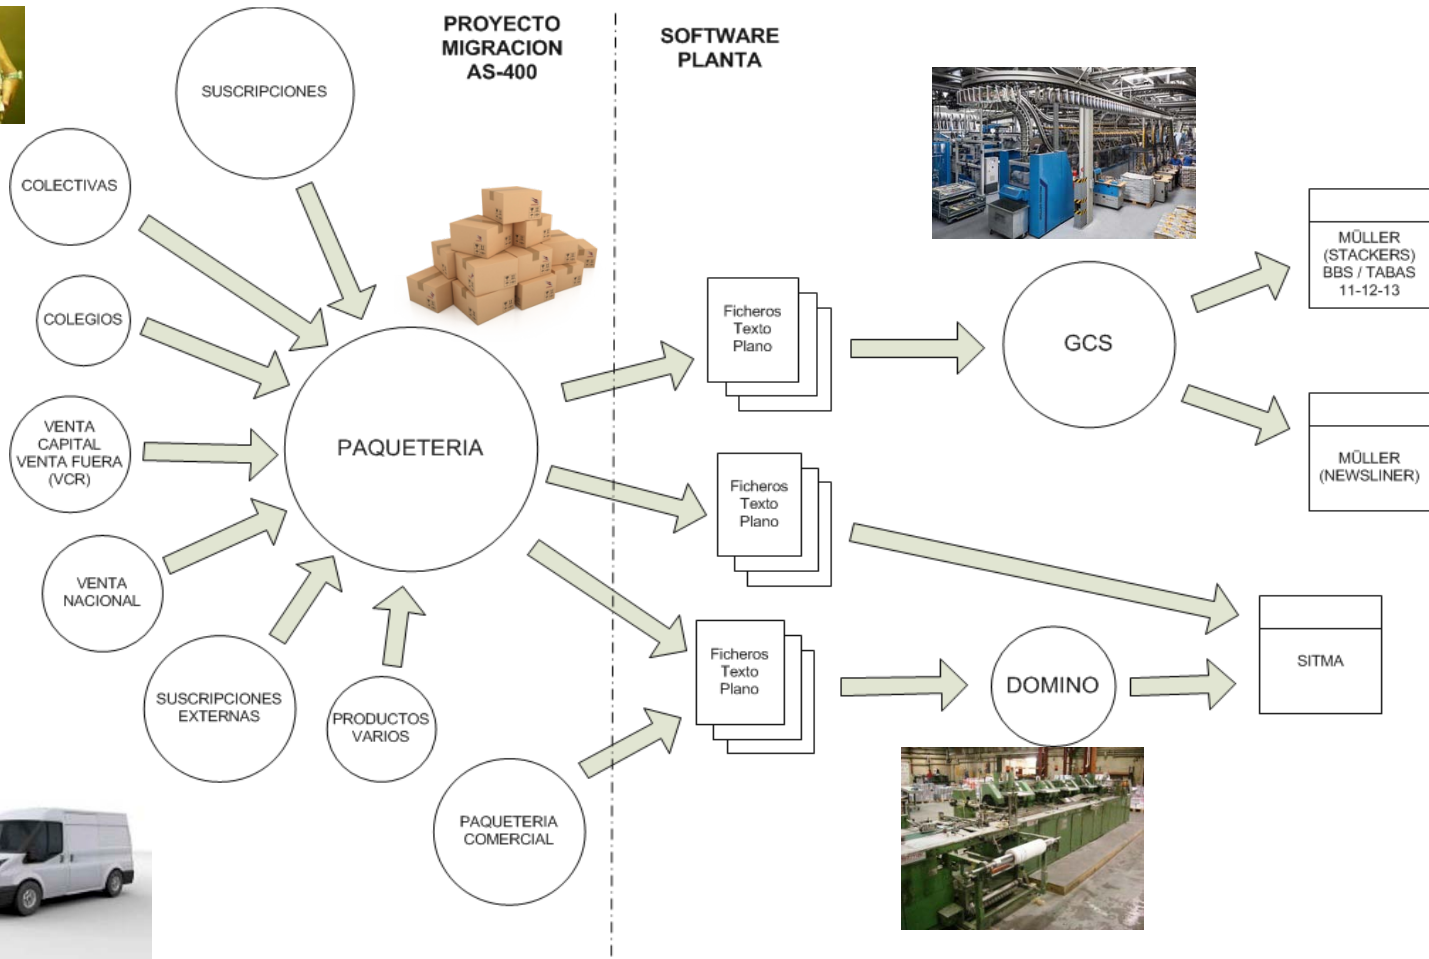 PROYECTO
MIGRACION
AS-400
SOFTWARE
PLANTA
SUSCRIPCIONES
COLECTIVAS
COLEGIOS
VENTA
CAPITAL
VENTA FUERA
(VCR)
VENTA
NACIONAL
SUSCRIPCIONES
EXTERNAS
PRODUCTOS
VARIOS
PAQUETERIA
COMERCIAL
PAQUETERIA
Ficheros
Texto
Plano
Ficheros
Texto
Plano
Ficheros
Texto
Plano
GCS
DOMINO
MÜLLER
(STACKERS)
BBS / TABAS
11-12-13
MÜLLER
(NEWSLINER)
SITMA